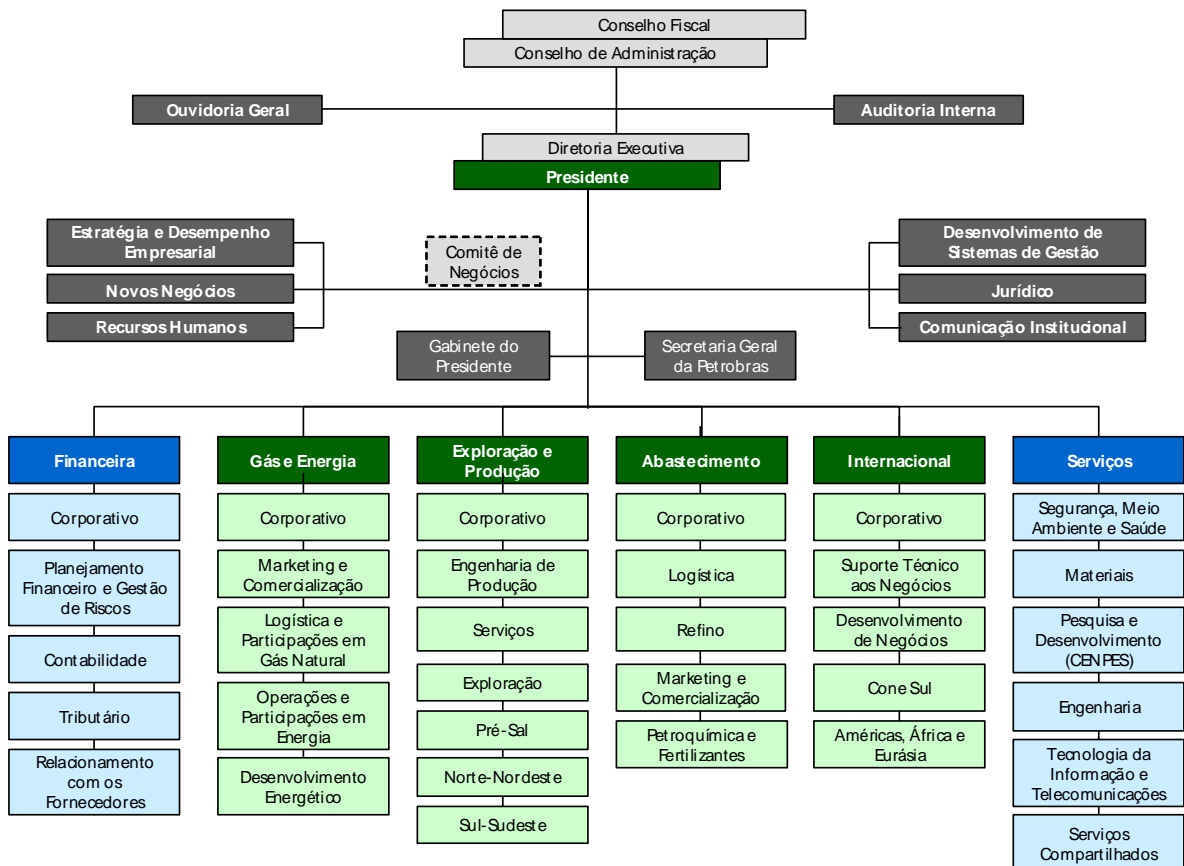 Conselho Fiscal
Conselho de Administração
Ouvidoria Geral
Auditoria Interna
Diretoria Executiva
Presidente
Estratégia e Desempenho
Empresarial
Novos Negócios
Recursos Humanos
Comitê de
Negócios
Desenvolvimento de
Sistemas de Gestão
Jurídico
Comunicação Institucional
Gabinete do
Presidente
Secretaria Geral
da Petrobras
Financeira
Corporativo
Planejamento
Financeiro e Gestão
de Riscos
Contabilidade
Tributário
Relacionamento
com os
Fornecedores
Gás e Energia
Corporativo
Marketing e
Comercialização
Logística e
Participações em
Gás Natural
Operações e
Participações em
Energia
Desenvolvimento
Energético
Exploração e
Produção
Corporativo
Engenharia de
Produção
Serviços
Exploração
Pré-Sal
Norte-Nordeste
Sul-Sudeste
Abastecimento
Corporativo
Logística
Refino
Marketing e
Comercialização
Petroquímica e
Fertilizantes
Internacional
Corporativo
Suporte Técnico
aos Negócios
Desenvolvimento
de Negócios
Cone Sul
Américas, África e
Eurásia
Serviços
Segurança, Meio
Ambiente e Saúde
Materiais
Pesquisa e
Desenvolvimento
(CENPES)
Engenharia
Tecnologia da
Informação e
Telecomunicações
Serviços
Compartilhados